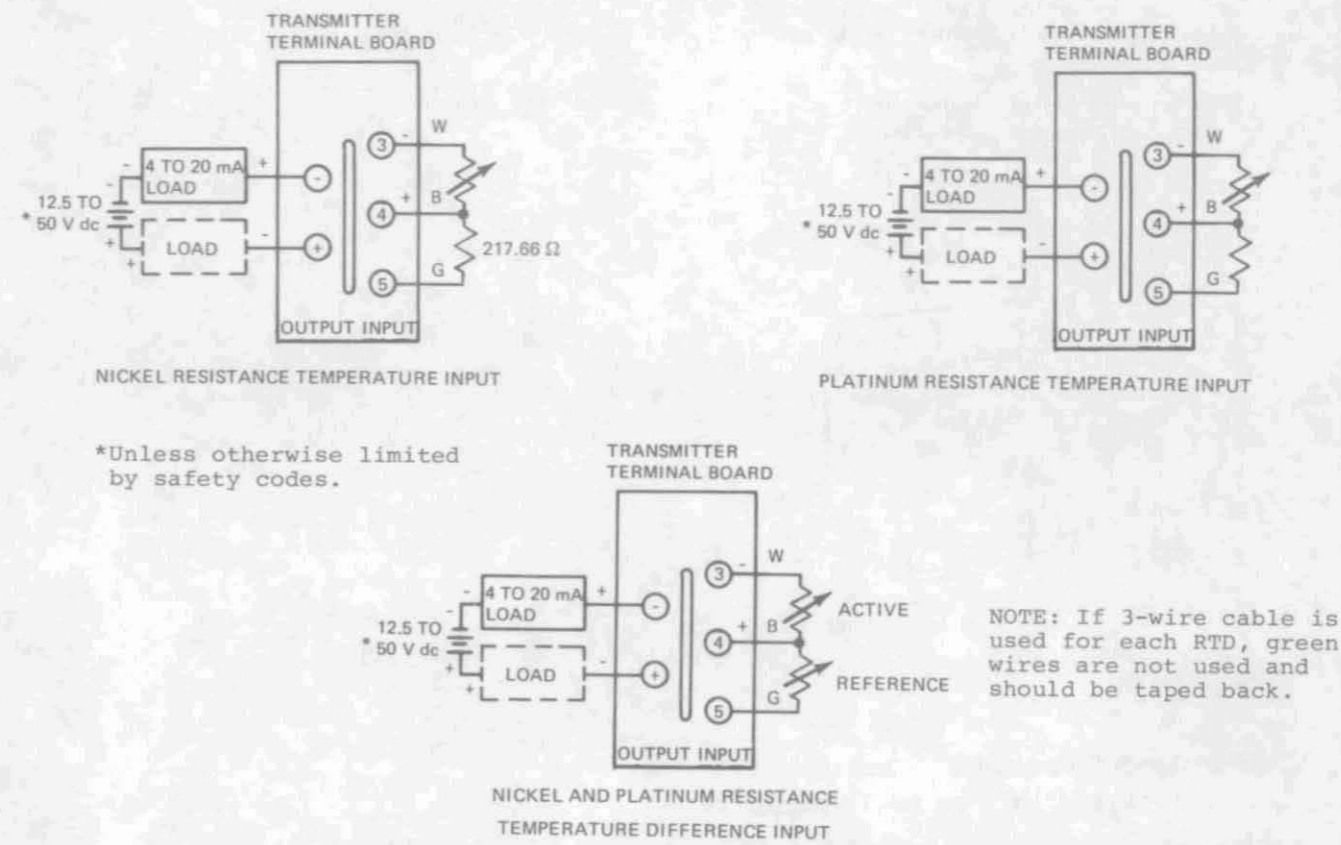 TRANSMITTER
TERMINAL BOARD
4 TO 20 mA
LOAD
12.5 TO
* 50 V dc
LOAD
- + - + - +
3 - W
4 + B
5 G
217.66 Ω
OUTPUT INPUT
NICKEL RESISTANCE TEMPERATURE INPUT
TRANSMITTER
TERMINAL BOARD
4 TO 20 mA
LOAD
12.5 TO
* 50 V dc
LOAD
- + - + - +
3 - W
4 + B
5 G
OUTPUT INPUT
PLATINUM RESISTANCE TEMPERATURE INPUT
*Unless otherwise limited
by safety codes.
TRANSMITTER
TERMINAL BOARD
4 TO 20 mA
LOAD
12.5 TO
* 50 V dc
LOAD
- + - + - +
3 - W
ACTIVE
4 + B
REFERENCE
5 G
OUTPUT INPUT
NICKEL AND PLATINUM RESISTANCE
TEMPERATURE DIFFERENCE INPUT
NOTE: If 3-wire cable is
used for each RTD, green
wires are not used and
should be taped back.